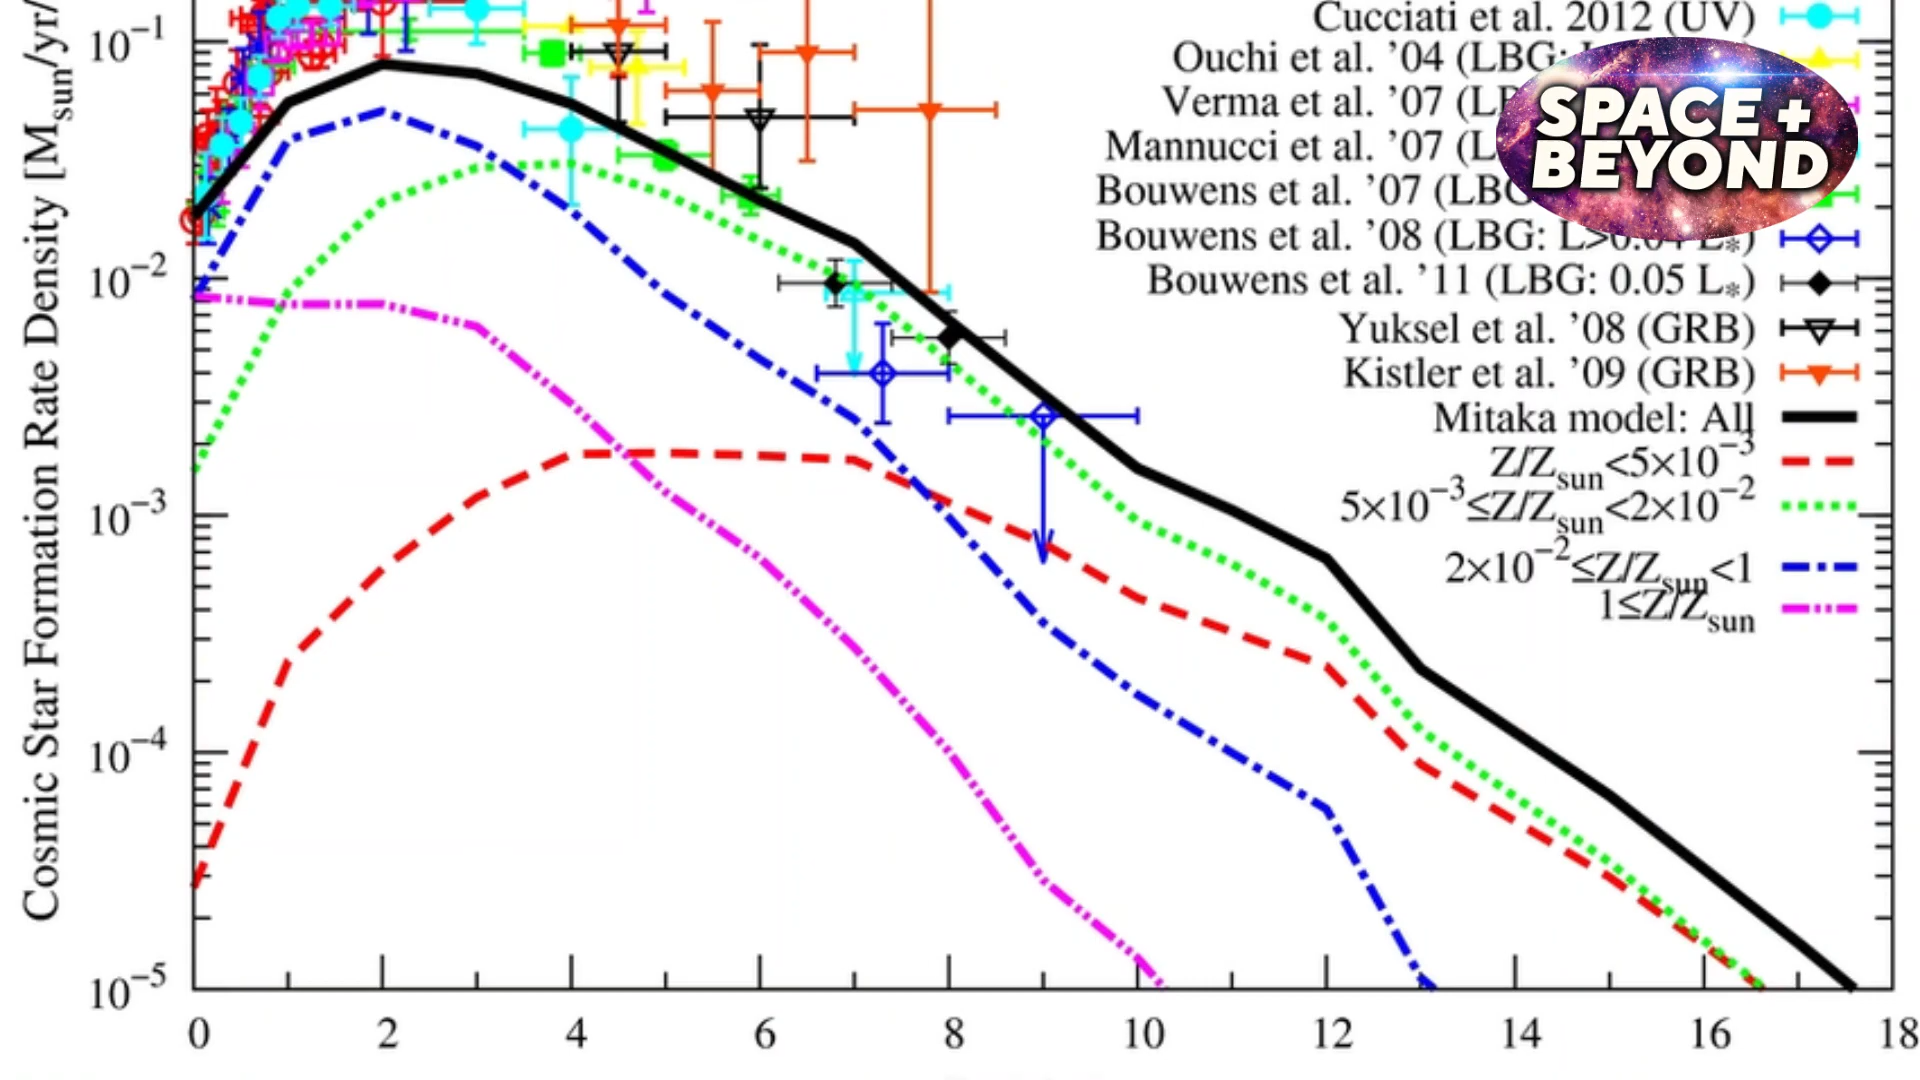 Cosmic Star Formation Rate Density [M_sun/yr/
10⁻¹
10⁻²
10⁻³
10⁻⁴
10⁻⁵
0 2 4 6 8 10 12 14 16 18
Cucciati et al. 2012 (UV)
Ouchi et al. ’04 (LBG:
Verma et al. ’07
Mannucci et al. ’07
Bouwens et al. ’07 (LBG
Bouwens et al. ’08 (LBG: L>0.04 L*)
Bouwens et al. ’11 (LBG: 0.05 L*)
Yuksel et al. ’08 (GRB)
Kistler et al. ’09 (GRB)
Mitaka model: All
Z/Z_sun<5×10⁻³
5×10⁻³≤Z/Z_sun<2×10⁻²
2×10⁻²≤Z/Z_sun<1
1≤Z/Z_sun
SPACE +
BEYOND